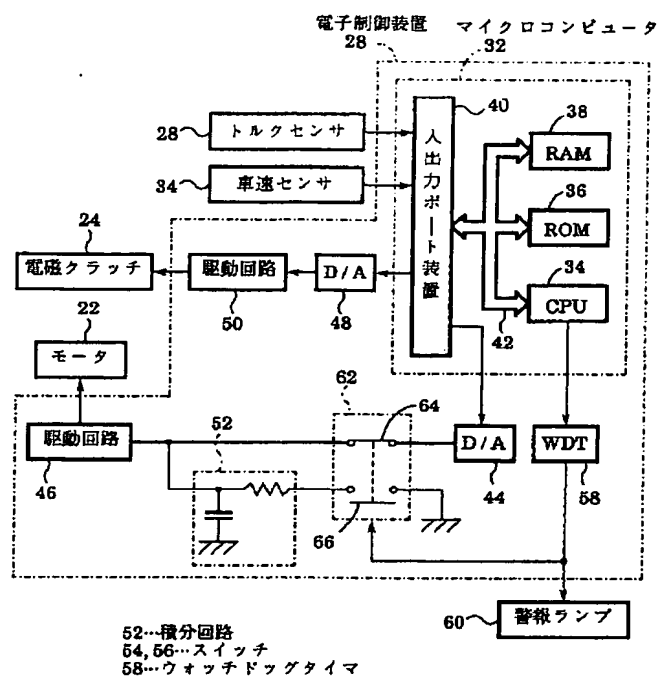 電子制御装置
28
マイクロコンピュータ
32
40
28
トルクセンサ
38
RAM
34
車速センサ
入出力ポート装置
36
ROM
24
電磁クラッチ
駆動回路
50
D/A
48
34
CPU
42
22
モータ
62
64
駆動回路
46
52
D/A
44
WDT
58
66
60
警報ランプ
52…積分回路
54,56…スイッチ
58…ウォッチドッグタイマ